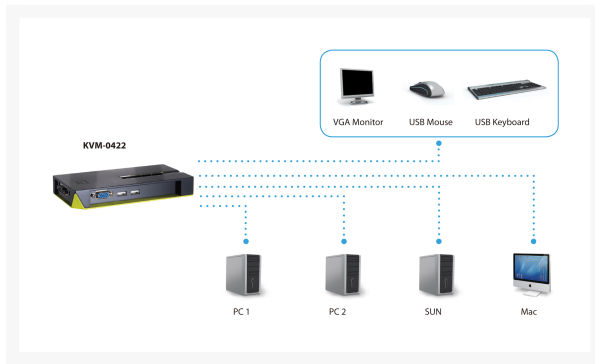 VGA Monitor
USB Mouse
USB Keyboard
KVM-0422
PC 1
PC 2
SUN
Mac